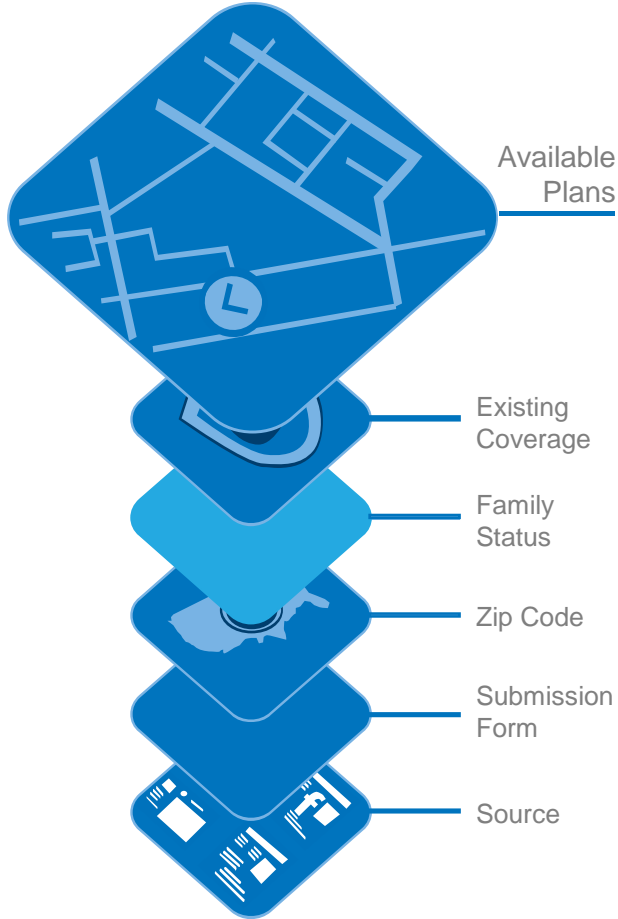 Available
Plans
Existing
Coverage
Family
Status
Zip Code
Submission
Form
Source